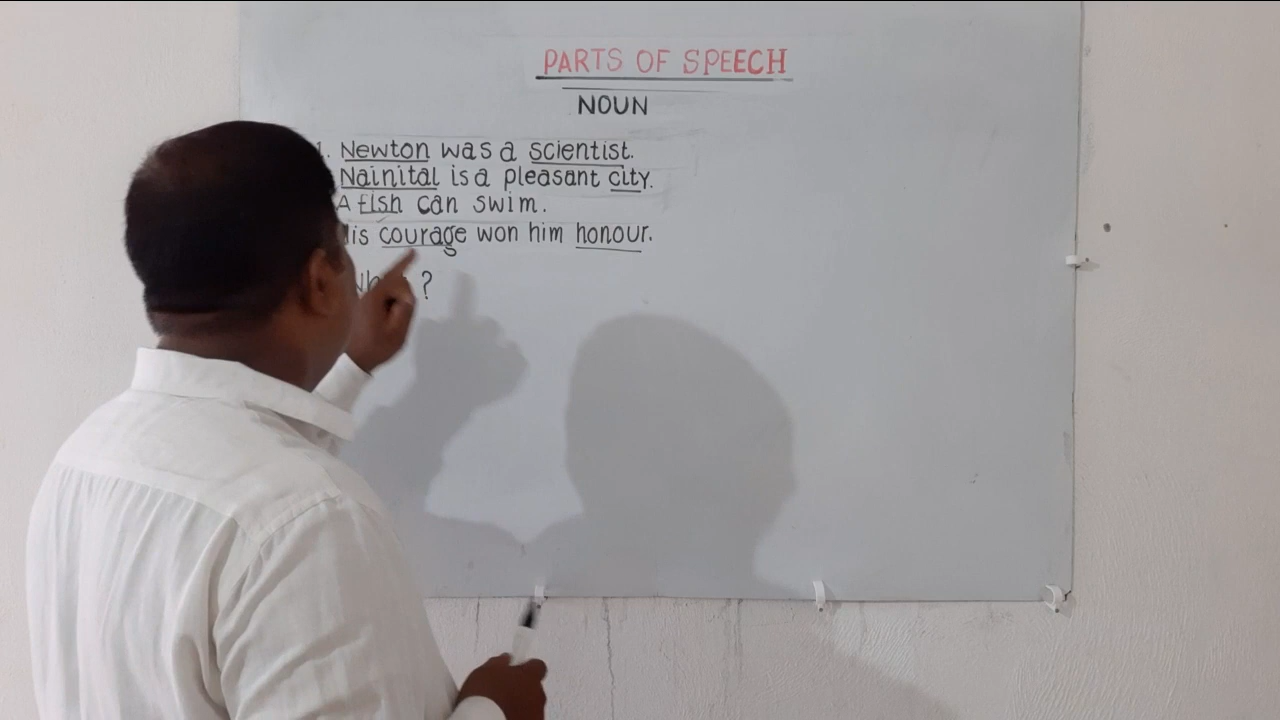 PARTS OF SPEECH
NOUN
1. Newton was a scientist.
Nainital is a pleasant city.
A fish can swim.
courage won him honour.
?